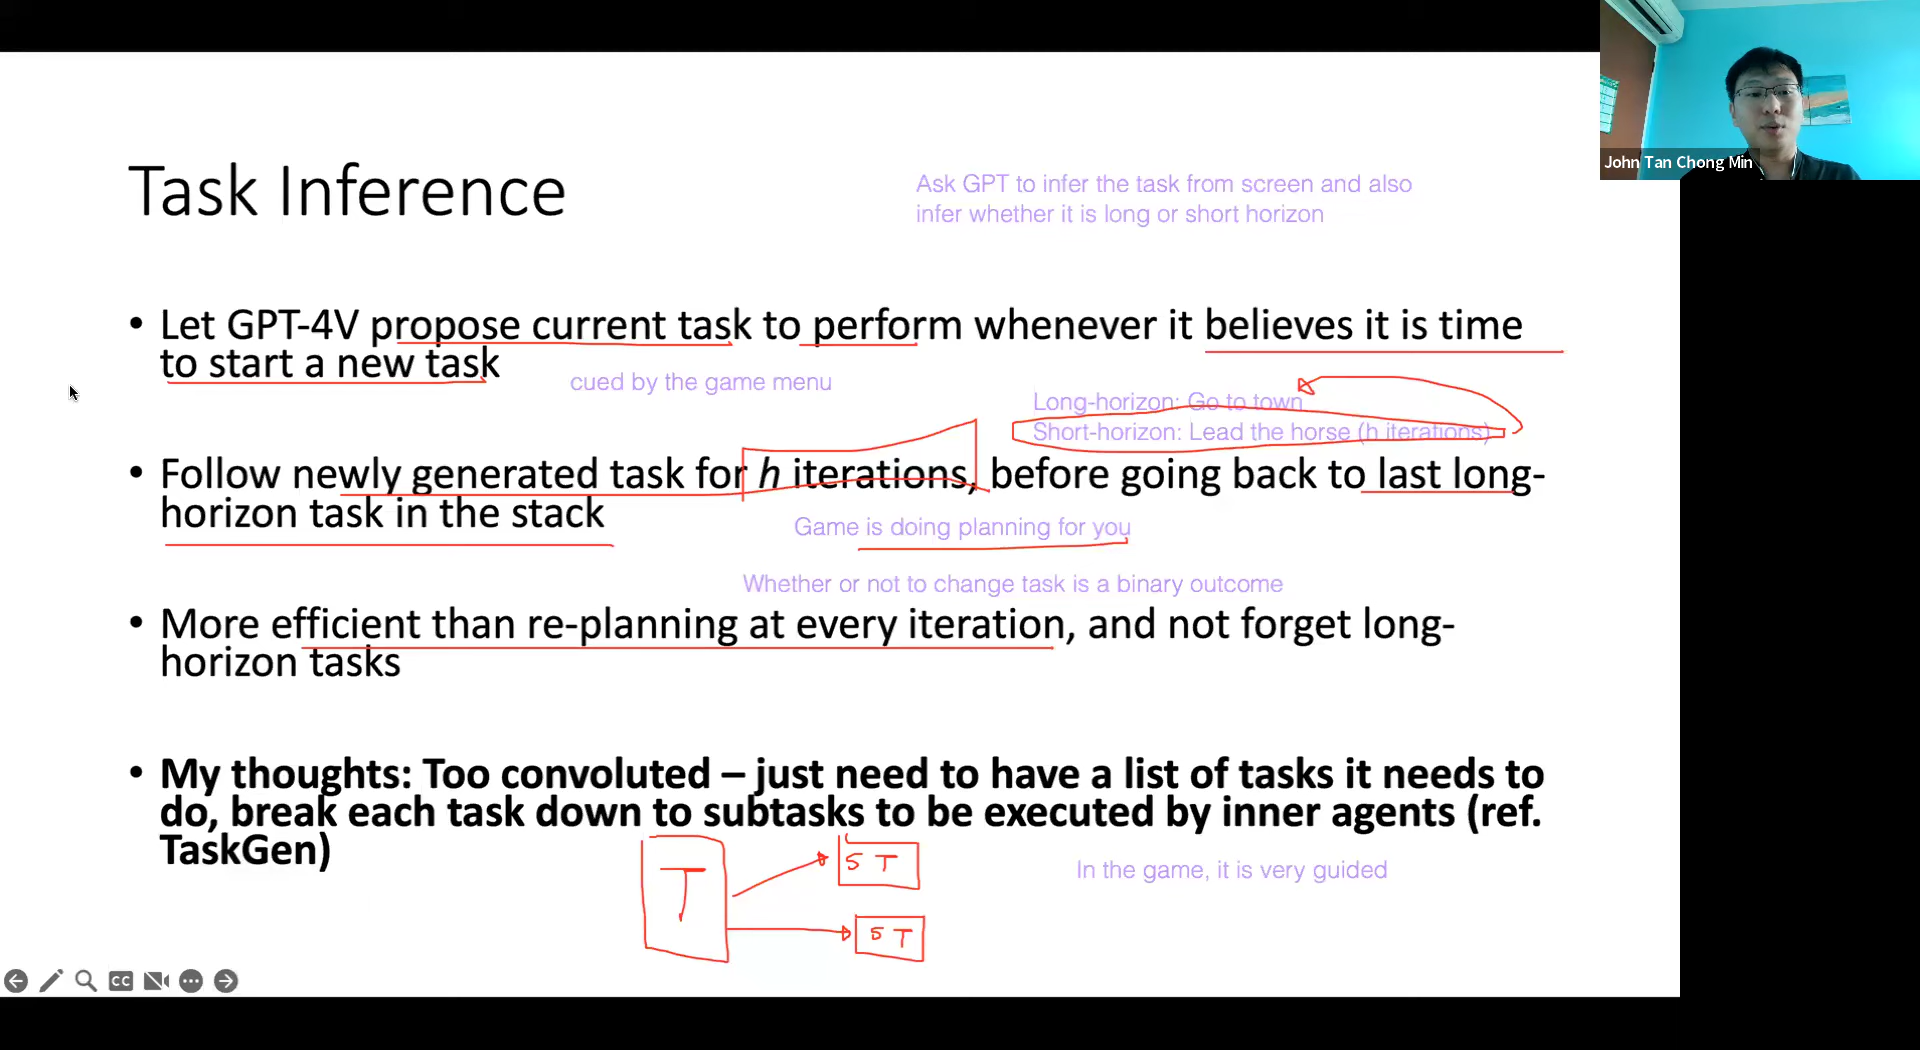 John Tan Chong Min
Task Inference
Ask GPT to infer the task from screen and also
infer whether it is long or short horizon
• Let GPT-4V propose current task to perform whenever it believes it is time
to start a new task
cued by the game menu
Long-horizon: Go to town
Short-horizon: Lead the horse (h iterations)
• Follow newly generated task for h iterations, before going back to last long-
horizon task in the stack
Game is doing planning for you
Whether or not to change task is a binary outcome
• More efficient than re-planning at every iteration, and not forget long-
horizon tasks
• My thoughts: Too convoluted – just need to have a list of tasks it needs to
do, break each task down to subtasks to be executed by inner agents (ref.
TaskGen)
T
ST
ST
In the game, it is very guided
CC